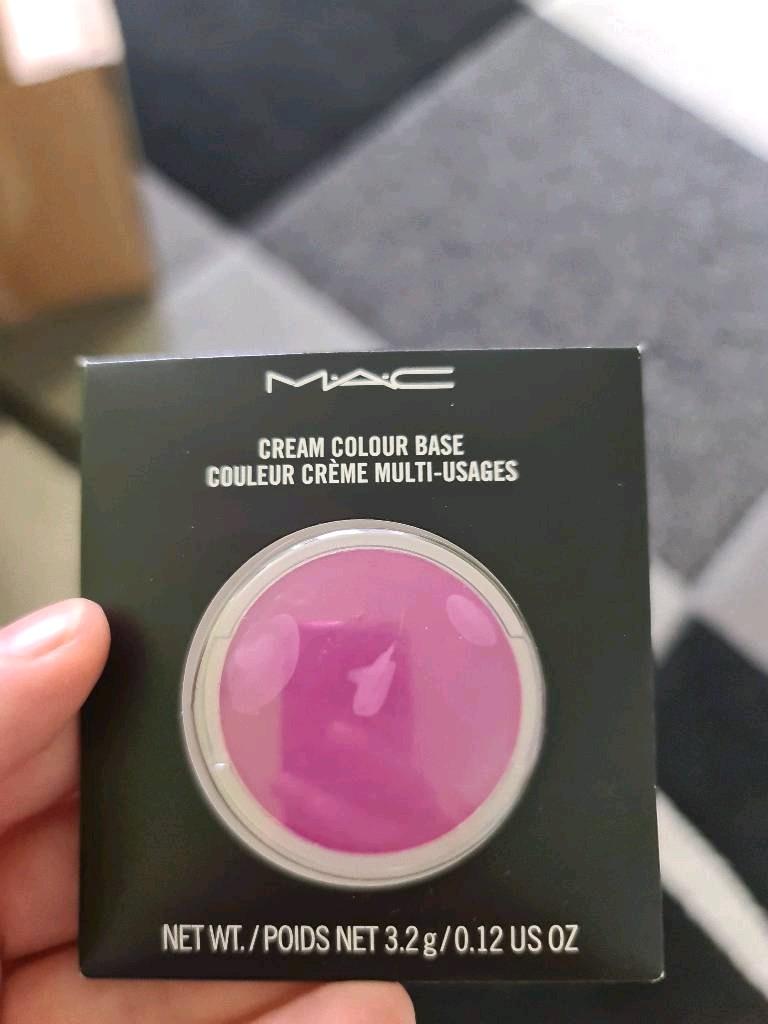 M·A·C
CREAM COLOUR BASE
COULEUR CRÈME MULTI-USAGES
NET WT./POIDS NET 3.2 g/0.12 US OZ